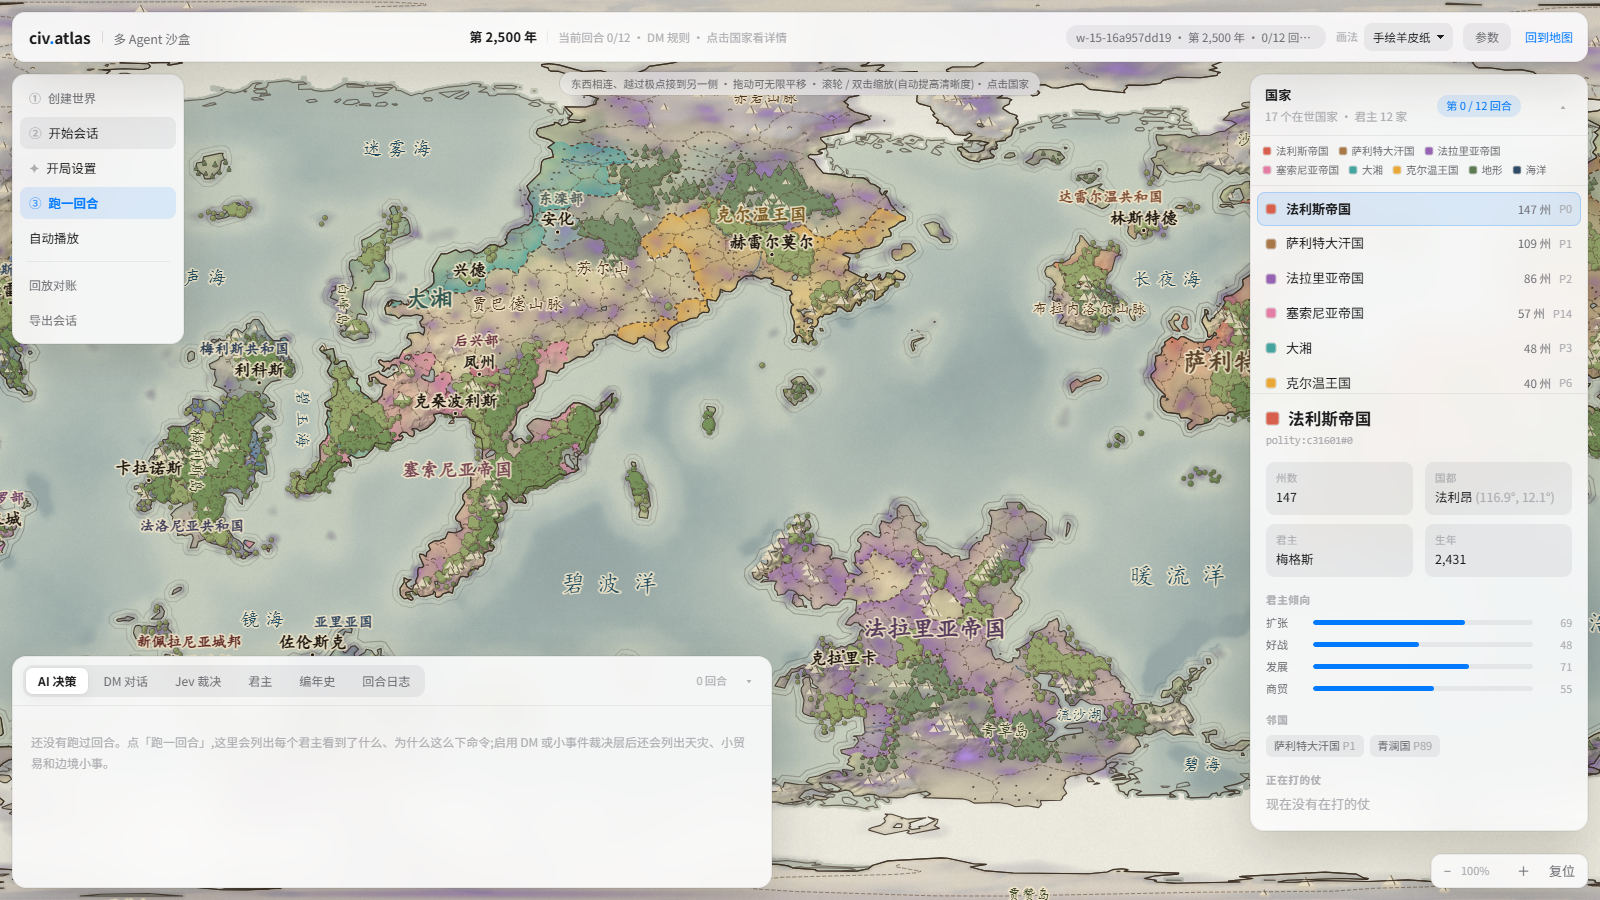 civ.atlas
多 Agent 沙盒
第 2,500 年
当前回合 0/12 · DM 规则 · 点击国家看详情
w-15-16a957dd19 · 第 2,500 年 · 0/12 回···
画法
手绘羊皮纸
参数
回到地图
东西相连、越过极点接到另一侧 · 拖动可无限平移 · 滚轮 / 双击缩放(自动提高清晰度) · 点击国家
① 创建世界
② 开始会话
开局设置
③ 跑一回合
自动播放
回放对账
导出会话
国家
17 个在世国家 · 君主 12 家
第 0 / 12 回合
法利斯帝国
萨利特大汗国
法拉里亚帝国
塞索尼亚帝国
大湘
克尔温王国
地形
海洋
法利斯帝国 147 州 P0
萨利特大汗国 109 州 P1
法拉里亚帝国 86 州 P2
塞索尼亚帝国 57 州 P14
大湘 48 州 P3
克尔温王国 40 州 P6
法利斯帝国
polity:c31601#0
州数
147
国都
法利昂 (116.9°, 12.1°)
君主
梅格斯
生年
2,431
君主倾向
扩张 69
好战 48
发展 71
商贸 55
邻国
萨利特大汗国 P1
青澜国 P89
正在打的仗
现在没有在打的仗
− 100% + 复位
AI 决策
DM 对话
Jev 裁决
君主
编年史
回合日志
0 回合
还没有跑过回合。点「跑一回合」,这里会列出每个君主看到了什么、为什么这么下命令;启用 DM 或小事件裁决层后还会列出天灾、小贸
易和边境小事。
迷雾海
赤岩山脉
东滦部
安化
克尔温王国
赫雷尔莫尔
苏尔山
兴德
大湘
贾巴德山脉
声海
后兴部
凤州
克桑波利斯
梅利斯共和国
利科斯
碧玉海
卡拉诺斯
塞索尼亚帝国
法洛尼亚共和国
碧波洋
镜海
亚里亚国
新佩拉尼亚城邦
佐伦斯克
达雷尔温共和国
林斯特德
长夜海
布拉内洛尔山脉
萨利特
暖流洋
法拉里亚帝国
克拉里卡
流沙湖
青草岛
碧海
罗部
城